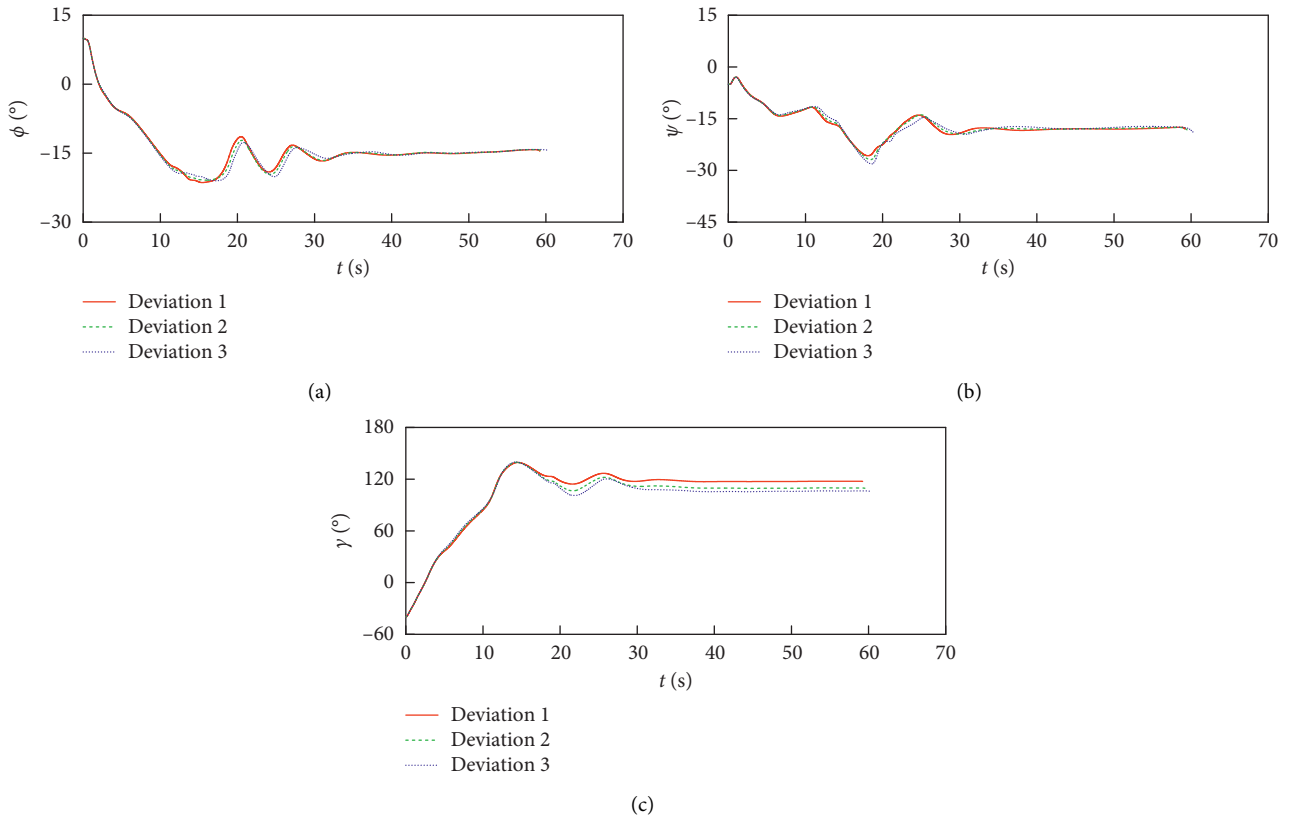 15
0
–15
–30
ϕ (°)
0 10 20 30 40 50 60 70
t (s)
Deviation 1
Deviation 2
Deviation 3
(a)
15
0
–15
–30
–45
ψ (°)
0 10 20 30 40 50 60 70
t (s)
Deviation 1
Deviation 2
Deviation 3
(b)
180
120
60
0
–60
γ (°)
0 10 20 30 40 50 60 70
t (s)
Deviation 1
Deviation 2
Deviation 3
(c)